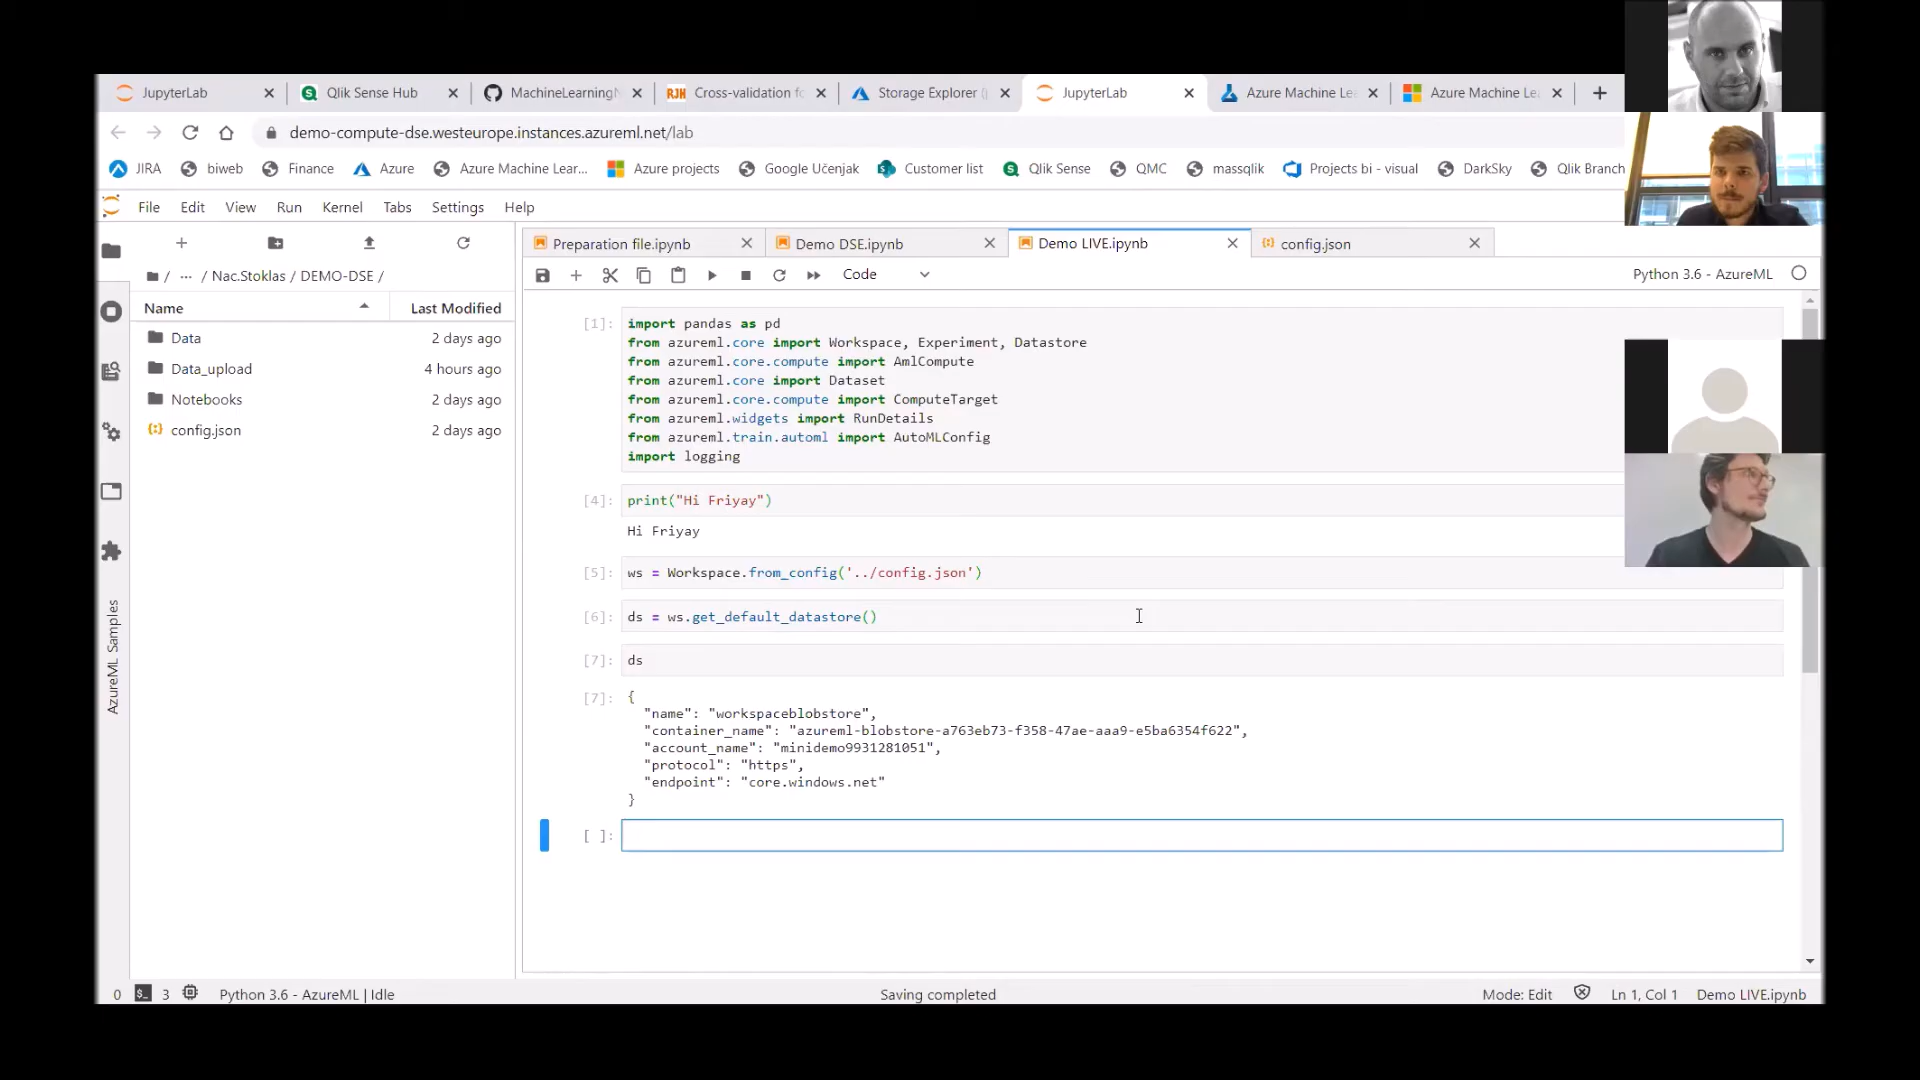 JupyterLab
Qlik Sense Hub
MachineLearningN
Cross-validation fo
Storage Explorer (p
JupyterLab
Azure Machine Le
Azure Machine Le
demo-compute-dse.westeurope.instances.azureml.net/lab
JIRA biweb Finance Azure Azure Machine Lear... Azure projects Google Učenjak Customer list Qlik Sense QMC massqlik Projects bi - visual DarkSky Qlik Branch
File Edit View Run Kernel Tabs Settings Help
/ ... / Nac.Stoklas / DEMO-DSE /
Name Last Modified
Data 2 days ago
Data_upload 4 hours ago
Notebooks 2 days ago
config.json 2 days ago
AzureML Samples
Preparation file.ipynb Demo DSE.ipynb Demo LIVE.ipynb config.json
Code Python 3.6 - AzureML
[1]: import pandas as pd
from azureml.core import Workspace, Experiment, Datastore
from azureml.core.compute import AmlCompute
from azureml.core import Dataset
from azureml.core.compute import ComputeTarget
from azureml.widgets import RunDetails
from azureml.train.automl import AutoMLConfig
import logging
[4]: print("Hi Friyay")
Hi Friyay
[5]: ws = Workspace.from_config('../config.json')
[6]: ds = ws.get_default_datastore()
[7]: ds
[7]: {
"name": "workspaceblobstore",
"container_name": "azureml-blobstore-a763eb73-f358-47ae-aaa9-e5ba6354f622",
"account_name": "minidemo9931281051",
"protocol": "https",
"endpoint": "core.windows.net"
}
[ ]:
0 3 Python 3.6 - AzureML | Idle Saving completed Mode: Edit Ln 1, Col 1 Demo LIVE.ipynb